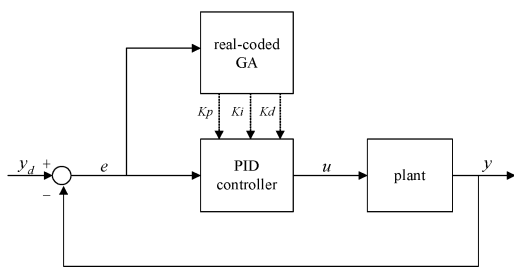 real-coded
GA
Kp Ki Kd
y_d + e PID controller u plant y
−